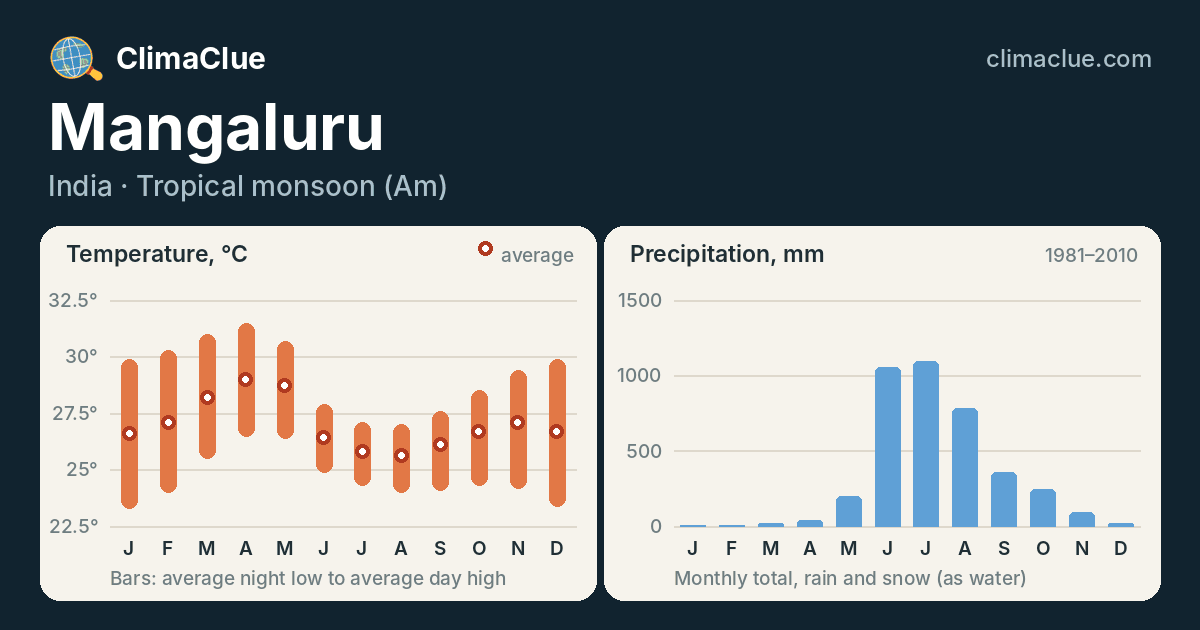 ClimaClue
climaclue.com
Mangaluru
India · Tropical monsoon (Am)
Temperature, °C
average
32.5°
30°
27.5°
25°
22.5°
J F M A M J J A S O N D
Bars: average night low to average day high
Precipitation, mm
1981–2010
1500
1000
500
0
J F M A M J J A S O N D
Monthly total, rain and snow (as water)